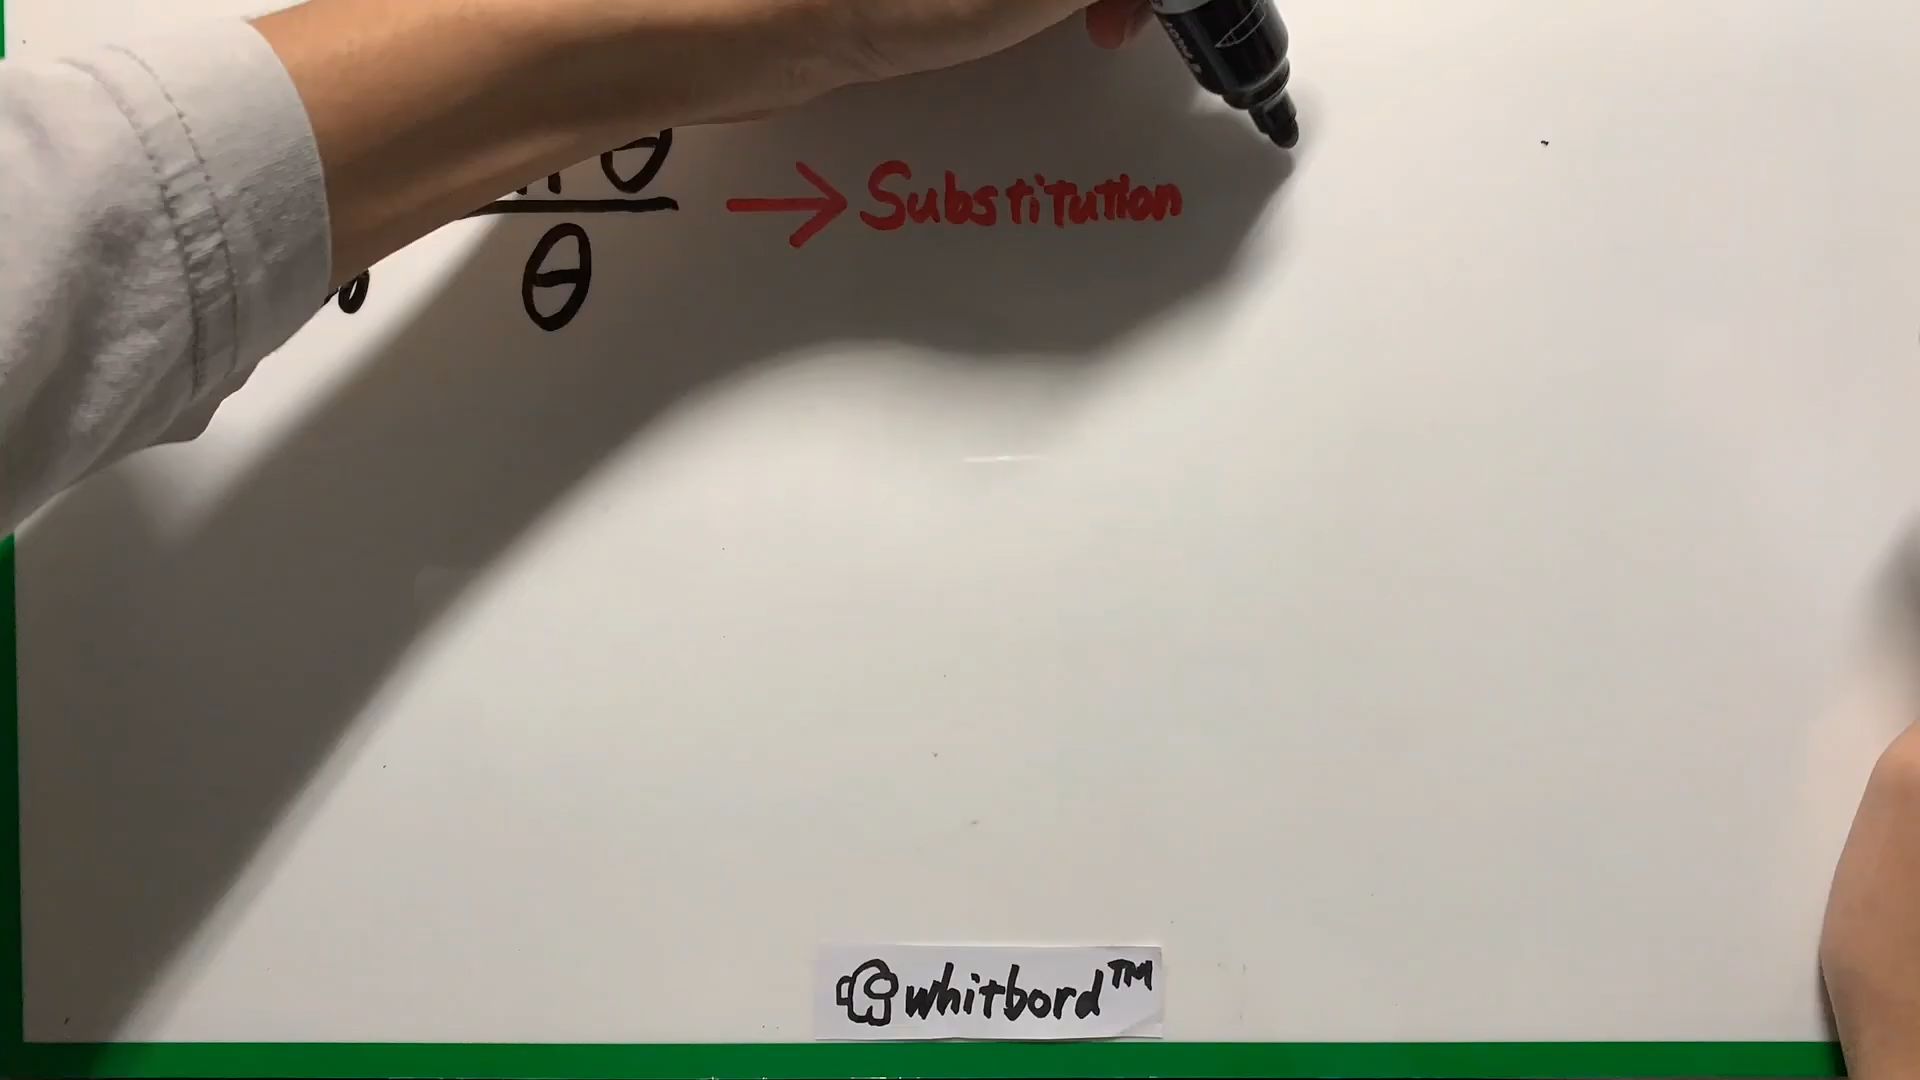 θ → Substitution
θ
whitbord™